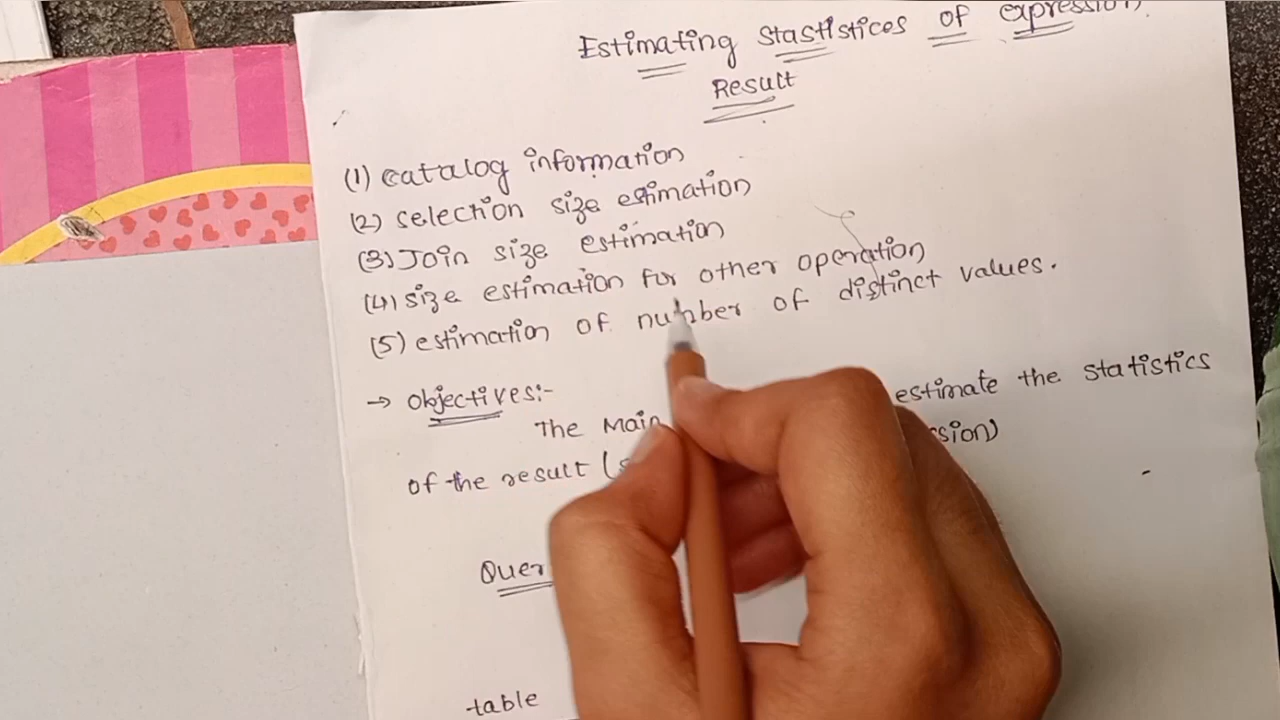 Estimating Stastistices of expression
Result
(1) catalog information
(2) selection size estimation
(3) Join size estimation
(4) size estimation for other operation
(5) estimation of number of distinct values.
→ Objectives:-
The Main estimate the statistics
of the result (
Quer
table